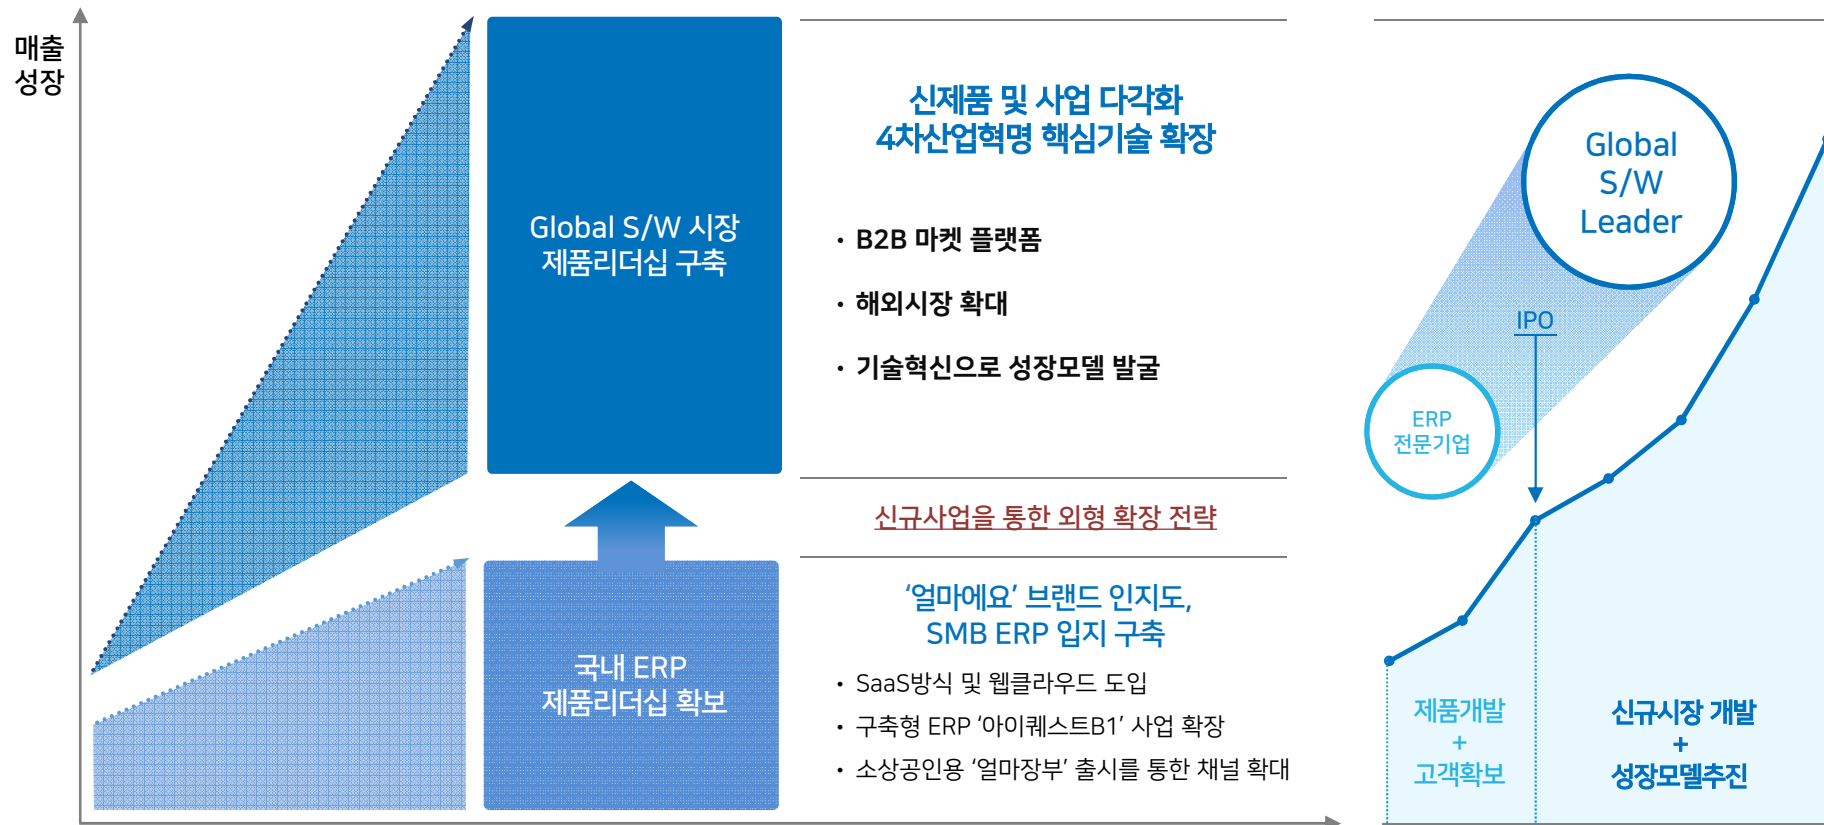 매출
성장
Global S/W 시장
제품리더십 구축
신제품 및 사업 다각화
4차산업혁명 핵심기술 확장
· B2B 마켓 플랫폼
· 해외시장 확대
· 기술혁신으로 성장모델 발굴
신규사업을 통한 외형 확장 전략
국내 ERP
제품리더십 확보
‘얼마에요’ 브랜드 인지도,
SMB ERP 입지 구축
· SaaS방식 및 웹클라우드 도입
· 구축형 ERP ‘아이퀘스트B1’ 사업 확장
· 소상공인용 ‘얼마장부’ 출시를 통한 채널 확대
Global
S/W
Leader
IPO
ERP
전문기업
제품개발
+
고객확보
신규시장 개발
+
성장모델추진